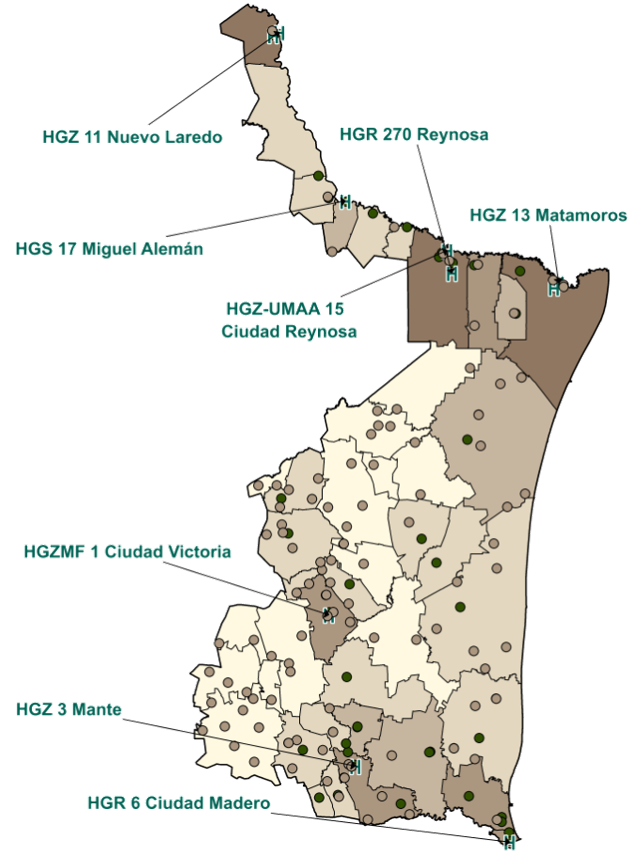 HGZ 11 Nuevo Laredo
HGR 270 Reynosa
HGZ 13 Matamoros
HGS 17 Miguel Alemán
HGZ-UMAA 15
Ciudad Reynosa
HGZMF 1 Ciudad Victoria
HGZ 3 Mante
HGR 6 Ciudad Madero
H
H
H
H
H
H
H
H
H